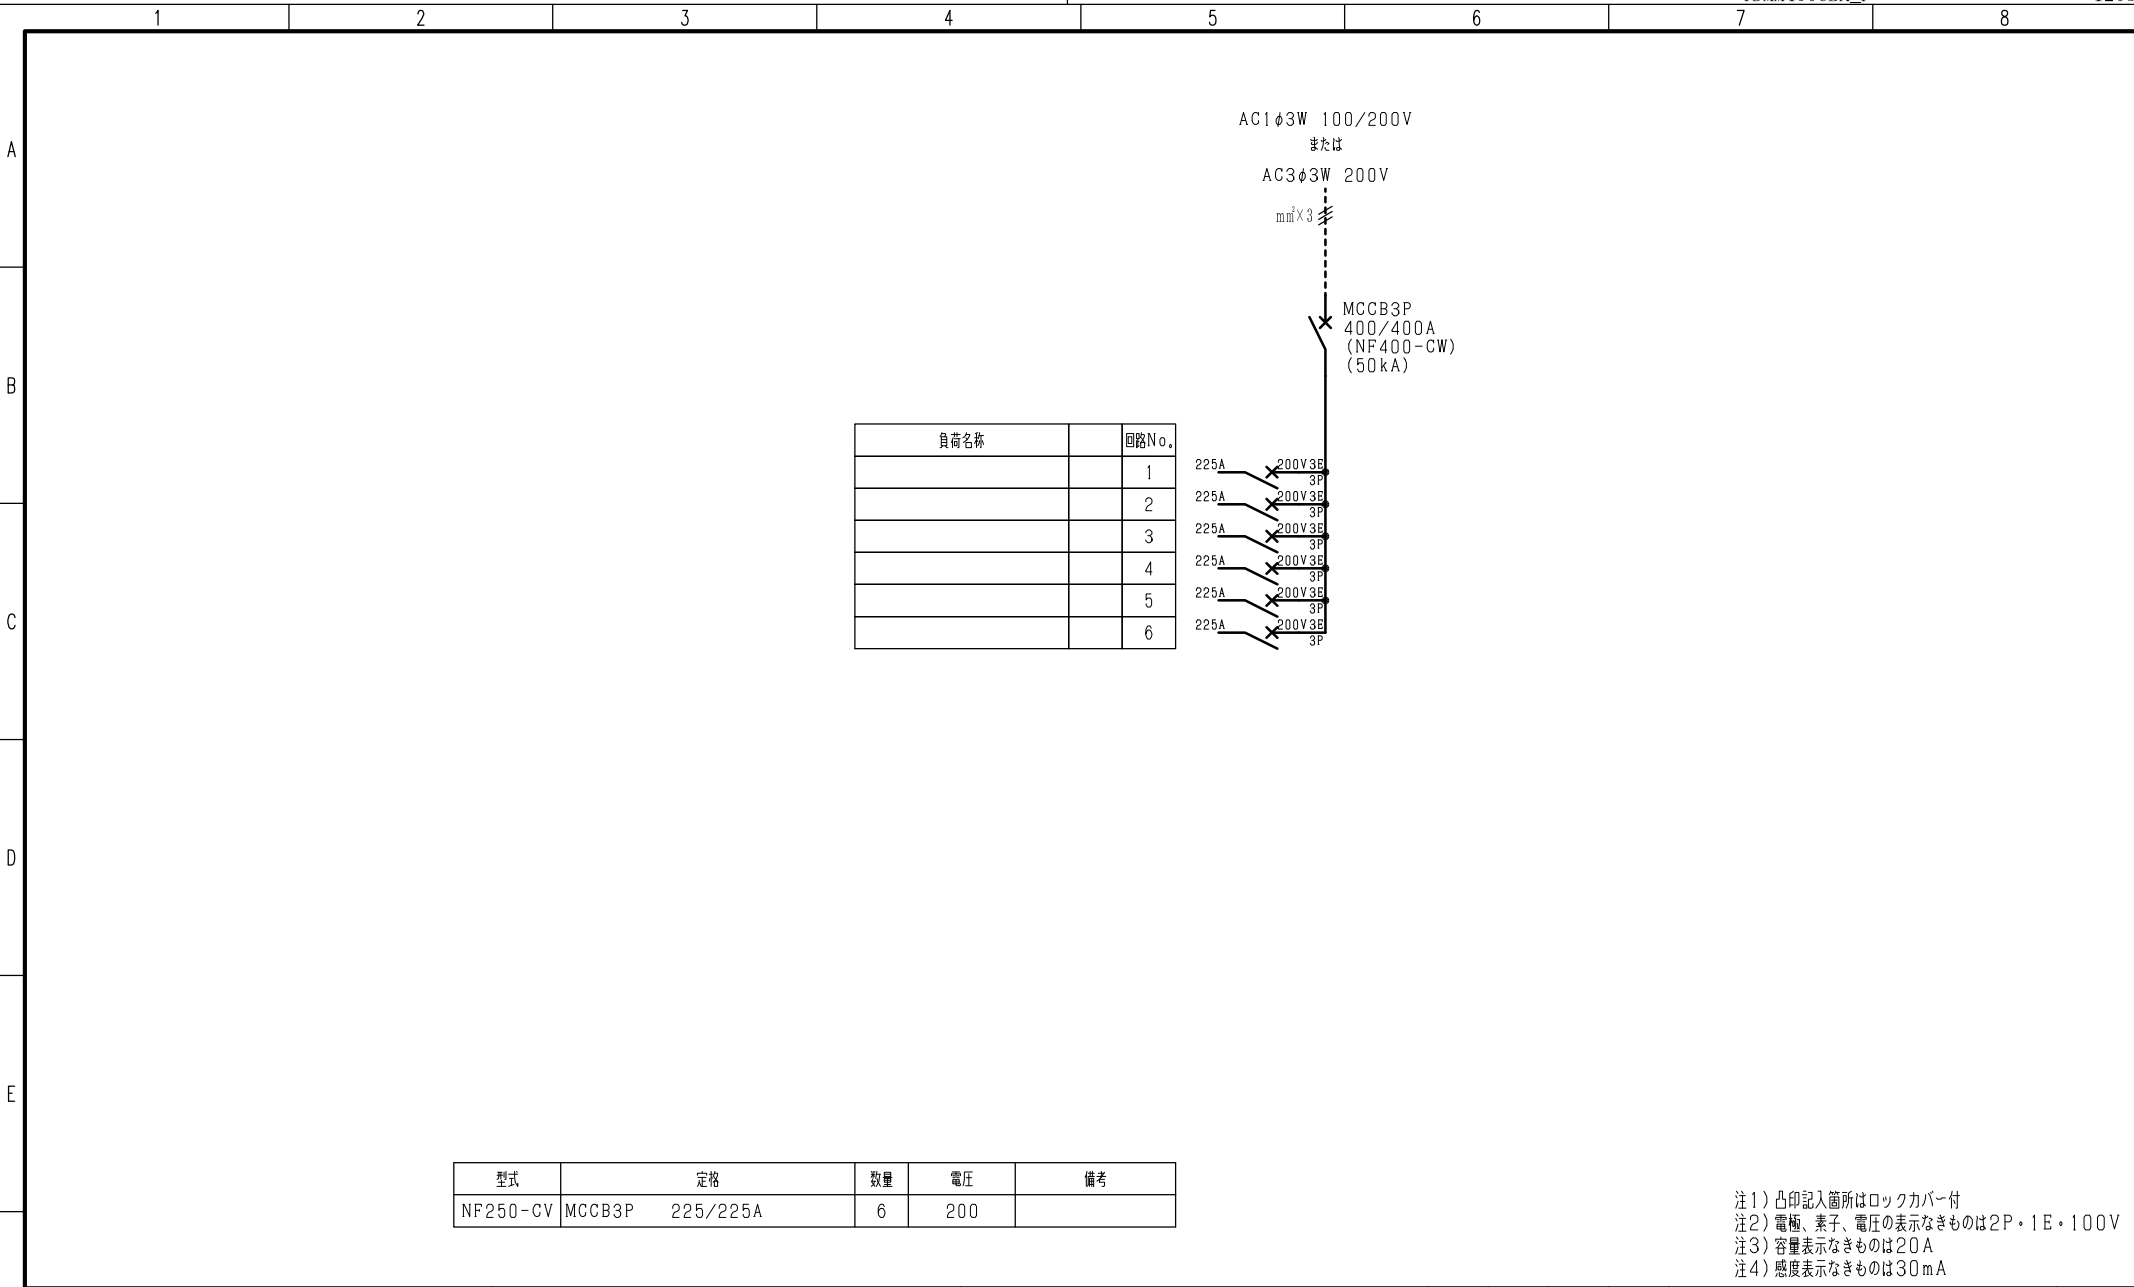 1 2 3 4 5 6 7 8
A
B
C
D
E
AC1φ3W 100/200V
または
AC3φ3W 200V
mm²×3
MCCB3P
400/400A
(NF400-CW)
(50kA)
負荷名称 回路No.
1 225A 200V3E 3P
2 225A 200V3E 3P
3 225A 200V3E 3P
4 225A 200V3E 3P
5 225A 200V3E 3P
6 225A 200V3E 3P
型式 定格 数量 電圧 備考
NF250-CV MCCB3P 225/225A 6 200
注1)凸印記入箇所はロックカバー付
注2)電極、素子、電圧の表示なきものは2P・1E・100V
注3)容量表示なきものは20A
注4)感度表示なきものは30mA